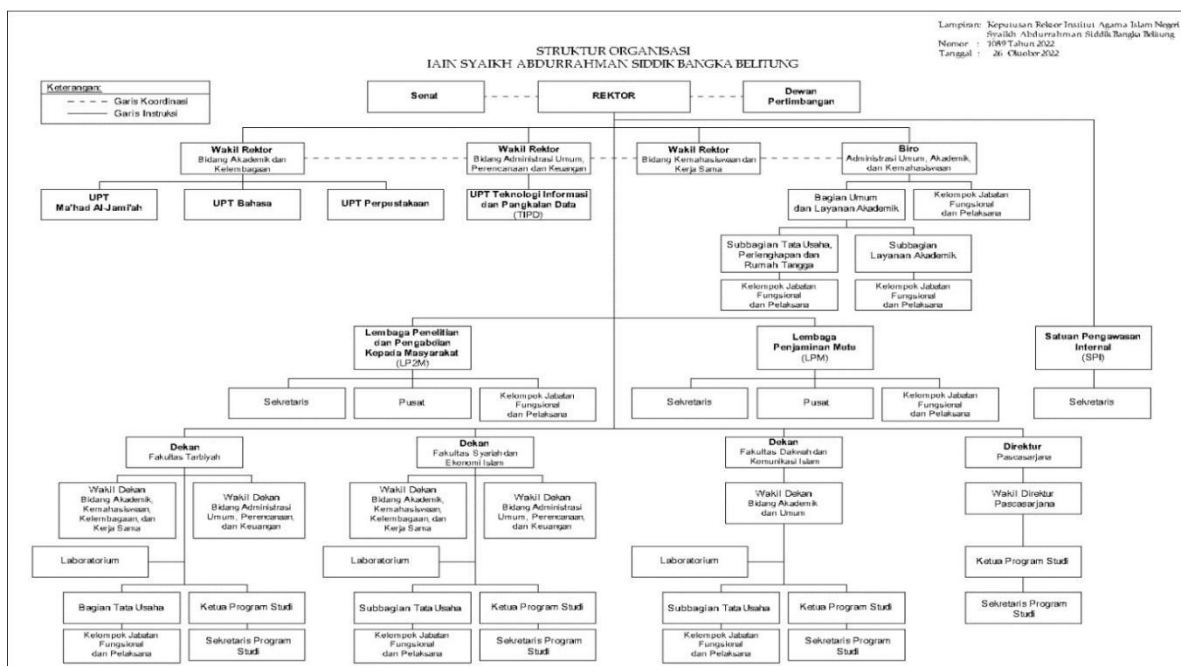 Lampiran: Keputusan Rektor Institut Agama Islam Negeri
Syaikh Abdurrahman Siddik Bangka Belitung
Nomor : 1089 Tahun 2022
Tanggal : 26 Oktober 2022
STRUKTUR ORGANISASI
IAIN SYAIKH ABDURRAHMAN SIDDIK BANGKA BELITUNG
Keterangan:
Garis Koordinasi
Garis Instruksi
Senat
REKTOR
Dewan
Pertimbangan
Wakil Rektor
Bidang Akademik dan
Kelembagaan
Wakil Rektor
Bidang Administrasi Umum,
Perencanaan dan Keuangan
Wakil Rektor
Bidang Kemahasiswaan dan
Kerja Sama
Biro
Administrasi Umum, Akademik,
dan Kemahasiswaan
UPT
Ma'had Al-Jami'ah
UPT Bahasa
UPT Perpustakaan
UPT Teknologi Informasi
dan Pangkalan Data
(TIPD)
Bagian Umum
dan Layanan Akademik
Kelompok Jabatan
Fungsional
dan Pelaksana
Subbagian Tata Usaha,
Perlengkapan dan
Rumah Tangga
Subbagian
Layanan Akademik
Kelompok Jabatan
Fungsional
dan Pelaksana
Kelompok Jabatan
Fungsional
dan Pelaksana
Lembaga Penelitian
dan Pengabdian
Kepada Masyarakat
(LP2M)
Lembaga
Penjaminan Mutu
(LPM)
Satuan Pengawasan
Internal
(SPI)
Sekretaris
Pusat
Kelompok Jabatan
Fungsional
dan Pelaksana
Sekretaris
Pusat
Kelompok Jabatan
Fungsional
dan Pelaksana
Sekretaris
Dekan
Fakultas Tarbiyah
Dekan
Fakultas Syariah dan
Ekonomi Islam
Dekan
Fakultas Dakwah dan
Komunikasi Islam
Direktur
Pascasarjana
Wakil Dekan
Bidang Akademik,
Kemahasiswaan,
Kelembagaan, dan
Kerja Sama
Wakil Dekan
Bidang Administrasi
Umum, Perencanaan,
dan Keuangan
Wakil Dekan
Bidang Akademik,
Kemahasiswaan,
Kelembagaan, dan
Kerja Sama
Wakil Dekan
Bidang Administrasi
Umum, Perencanaan,
dan Keuangan
Wakil Dekan
Bidang Akademik
dan Umum
Wakil Direktur
Pascasarjana
Laboratorium
Laboratorium
Laboratorium
Ketua Program Studi
Bagian Tata Usaha
Ketua Program Studi
Subbagian Tata Usaha
Ketua Program Studi
Subbagian Tata Usaha
Ketua Program Studi
Sekretaris Program
Studi
Kelompok Jabatan
Fungsional
dan Pelaksana
Sekretaris Program
Studi
Kelompok Jabatan
Fungsional
dan Pelaksana
Sekretaris Program
Studi
Kelompok Jabatan
Fungsional
dan Pelaksana
Sekretaris Program
Studi